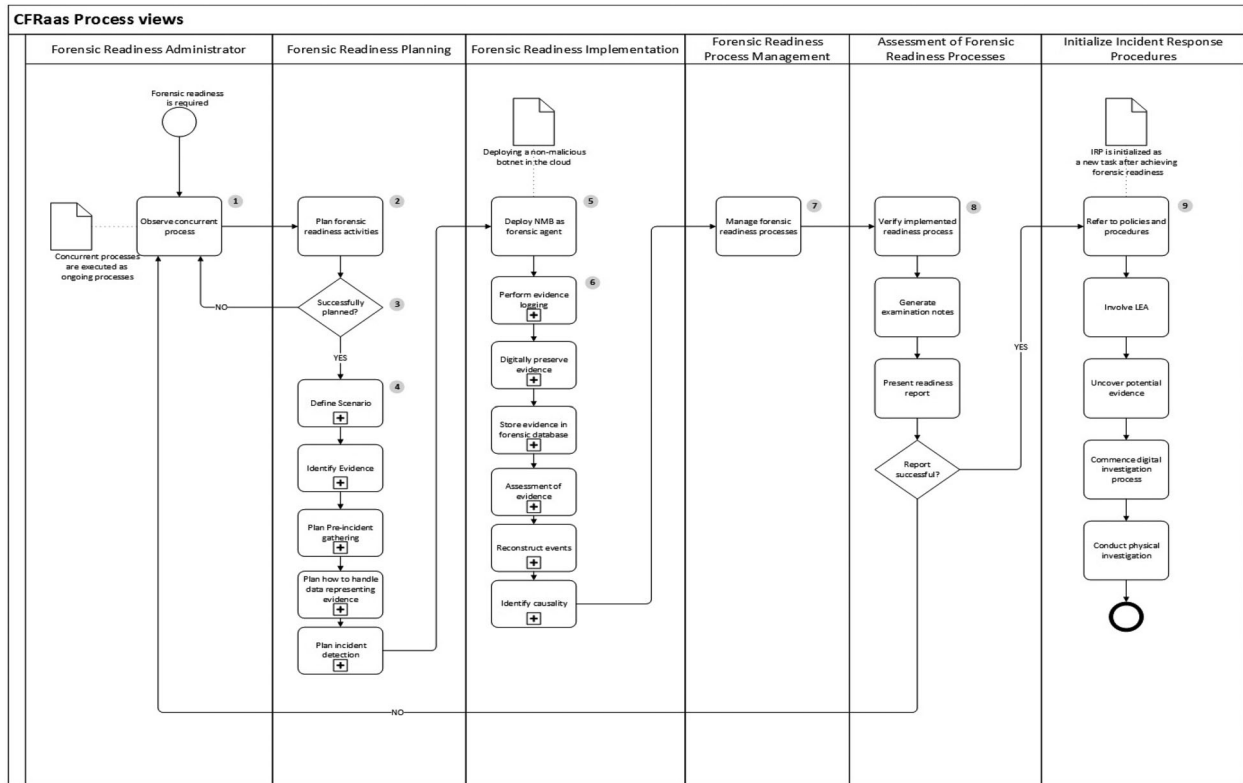 CFRaas Process views
Forensic Readiness Administrator
Forensic Readiness Planning
Forensic Readiness Implementation
Forensic Readiness
Process Management
Assessment of Forensic
Readiness Processes
Initialize Incident Response
Procedures
Forensic readiness
is required
Observe concurrent
process
1
Concurrent processes
are executed as
ongoing processes
Plan forensic
readiness activities
2
Successfully
planned?
3
NO
YES
Define Scenario
4
Identify Evidence
Plan Pre-incident
gathering
Plan how to handle
data representing
evidence
Plan incident
detection
Deploying a non-malicious
botnet in the cloud
Deploy NMB as
forensic agent
5
Perform evidence
logging
6
Digitally preserve
evidence
Store evidence in
forensic database
Assessment of
evidence
Reconstruct events
Identify causality
Manage forensic
readiness processes
7
Verify implemented
readiness process
8
Generate
examination notes
Present readiness
report
Report
successful?
YES
NO
IRP is initialized as
a new task after achieving
forensic readiness
Refer to policies and
procedures
9
Involve LEA
Uncover potential
evidence
Commence digital
investigation
process
Conduct physical
investigation